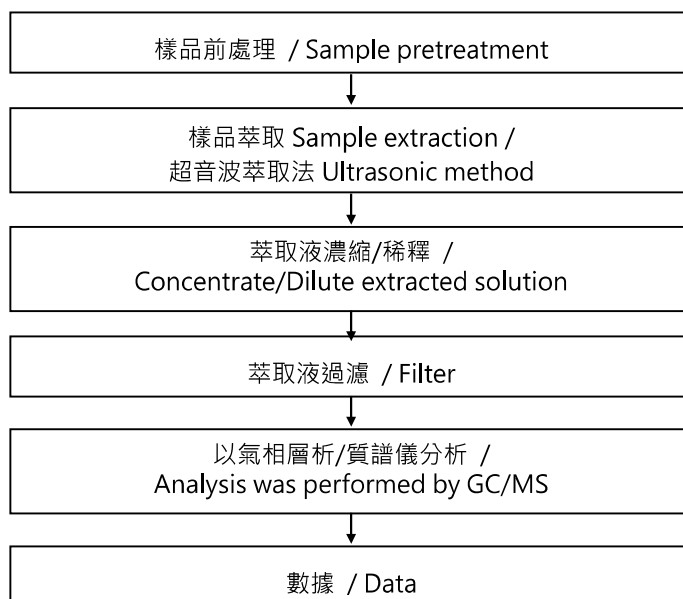 樣品前處理 / Sample pretreatment
樣品萃取 Sample extraction /
超音波萃取法 Ultrasonic method
萃取液濃縮/稀釋 /
Concentrate/Dilute extracted solution
萃取液過濾 / Filter
以氣相層析/質譜儀分析 /
Analysis was performed by GC/MS
數據 / Data